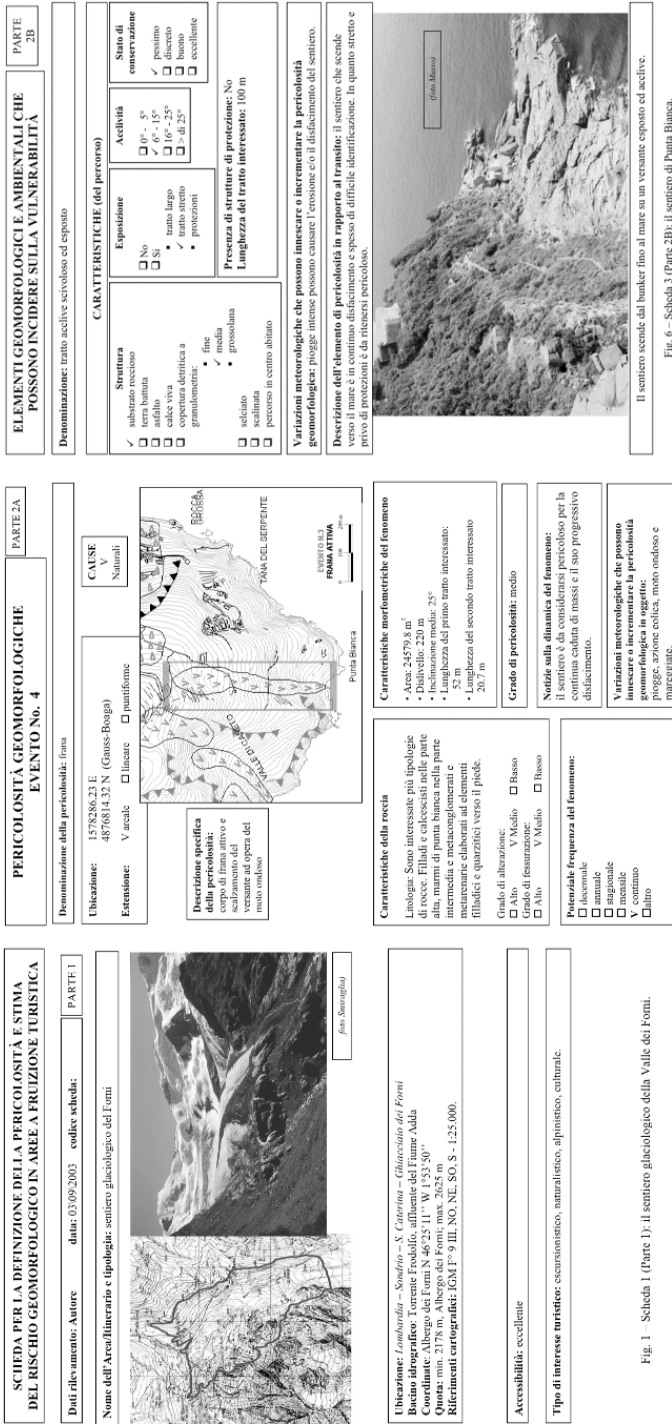 SCHEDA PER LA DEFINIZIONE DELLA PERICOLOSITÀ E STIMA
DEL RISCHIO GEOMORFOLOGICO IN AREE A FRUIZIONE TURISTICA
Dati rilevamento: Autore data: 03/09/2003 codice scheda:
PARTE 1
Nome dell'Area/Itinerario e tipologia: sentiero glaciologico del Forni
foto Smiraglia)
Ubicazione: Lombardia – Sondrio – S. Caterina – Ghiacciaio dei Forni
Bacino idrografico: Torrente Frodolfo, affluente del Fiume Adda
Coordinate: Albergo dei Forni N 46°25'11'' W 1°53'50''
Quota: min. 2178 m, Albergo dei Forni; max. 2625 m
Riferimenti cartografici: IGM F° 9 III, NO, NE, SO, S - 1:25.000.
Accessibilità: eccellente
Tipo di interesse turistico: escursionistico, naturalistico, alpinistico, culturale.
Fig. 1 – Scheda 1 (Parte 1): il sentiero glaciologico della Valle dei Forni.
PERICOLOSITÀ GEOMORFOLOGICHE
EVENTO No. 4
PARTE 2A
Denominazione della pericolosità: frana
Ubicazione: 1578286.23 E
4876814.32 N (Gauss-Boaga)
Estensione: V areale ☐ lineare ☐ puntiforme
CAUSE
V
Naturali
Descrizione specifica
della pericolosità:
corpo di frana attivo e
scalzamento del
versante ad opera del
moto ondoso
ROCCA
GROSSA
TANA DEL SERPENTE
VALLE DI CANETO
Punta Bianca
EVENTO N.3
FRANA ATTIVA
0 100 200 m
Caratteristiche della roccia
Litologia: Sono interessate più tipologie
di rocce. Filladi e calcescisti nelle parte
alta, marmi di punta bianca nella parte
intermedia e metaconglomerati e
metarenarie elaborati ad elementi
filladici e quarzitici verso il piede.
Grado di alterazione:
☐ Alto V Medio ☐ Basso
Grado di fessurazione:
☐ Alto V Medio ☐ Basso
Potenziale frequenza del fenomeno:
☐ decennale
☐ annuale
☐ stagionale
☐ mensile
V continuo
☐altro
Caratteristiche morfometriche del fenomeno
• Area: 24579.8 m²
• Dislivello: 220 m
• Inclinazione media: 25°
• Lunghezza del primo tratto interessato:
52 m
• Lunghezza del secondo tratto interessato
20.7 m
Grado di pericolosità: medio
Notizie sulla dinamica del fenomeno:
il sentiero è da considerarsi pericoloso per la
continua caduta di massi e il suo progressivo
disfacimento.
Variazioni meteorologiche che possono
innescare o incrementare la pericolosità
geomorfologica in oggetto:
piogge, azione eolica, moto ondoso e
mareggiate.
ELEMENTI GEOMORFOLOGICI E AMBIENTALI CHE
POSSONO INCIDERE SULLA VULNERABILITÀ
PARTE
2B
Denominazione: tratto acclive scivoloso ed esposto
CARATTERISTICHE (del percorso)
Struttura
✓ substrato roccioso
☐ terra battuta
☐ asfalto
☐ calce viva
☐ copertura detritica a
granulometria:
▪ fine
✓ media
▪ grossolana
☐ selciato
☐ scalinata
☐ percorso in centro abitato
Esposizione
☐ No
☐ Si
▪ tratto largo
✓ tratto stretto
▪ protezioni
Acclività
☐ 0° - 5°
✓ 6° - 15°
☐ 16° - 25°
☐ > di 25°
Stato di
conservazione
✓ pessimo
☐ discreto
☐ buono
☐ eccellente
Presenza di strutture di protezione: No
Lunghezza del tratto interessato: 100 m
Variazioni meteorologiche che possono innescare o incrementare la pericolosità
geomorfologica: piogge intense possono causare l'erosione e/o il disfacimento del sentiero.
Descrizione dell'elemento di pericolosità in rapporto al transito: il sentiero che scende
verso il mare è in continuo disfacimento e spesso di difficile identificazione. In quanto stretto e
privo di protezioni è da ritenersi pericoloso.
(foto Musso)
Il sentiero scende dal bunker fino al mare su un versante esposto ed acclive.
Fig. 6 – Scheda 3 (Parte 2B): il sentiero di Punta Bianca.